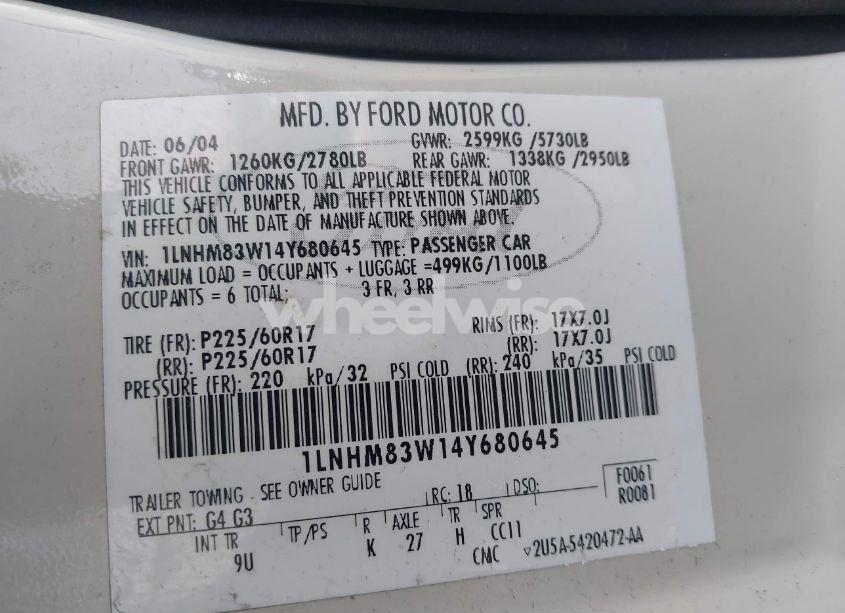 MFD. BY FORD MOTOR CO.
DATE: 06/04 GVWR: 2599KG /5730LB
FRONT GAWR: 1260KG/2780LB REAR GAWR: 1338KG /2950LB
THIS VEHICLE CONFORMS TO ALL APPLICABLE FEDERAL MOTOR
VEHICLE SAFETY, BUMPER, AND THEFT PREVENTION STANDARDS
IN EFFECT ON THE DATE OF MANUFACTURE SHOWN ABOVE.
VIN: 1LNHM83W14Y680645 TYPE: PASSENGER CAR
MAXIMUM LOAD = OCCUPANTS + LUGGAGE =499KG/1100LB
OCCUPANTS = 6 TOTAL; 3 FR, 3 RR
wheelwise
TIRE (FR): P225/60R17 RIMS (FR): 17X7.0J
(RR): P225/60R17 (RR): 17X7.0J
PRESSURE (FR): 220 kPa/32 PSI COLD (RR): 240 kPa/35 PSI COLD
1LNHM83W14Y680645
TRAILER TOWING - SEE OWNER GUIDE
RC: 18 DSO: F0061
R0081
EXT PNT: G4 G3
INT TR TP/PS R AXLE TR SPR
9U K 27 H CC11
CMC ▽2U5A-5420472-AA